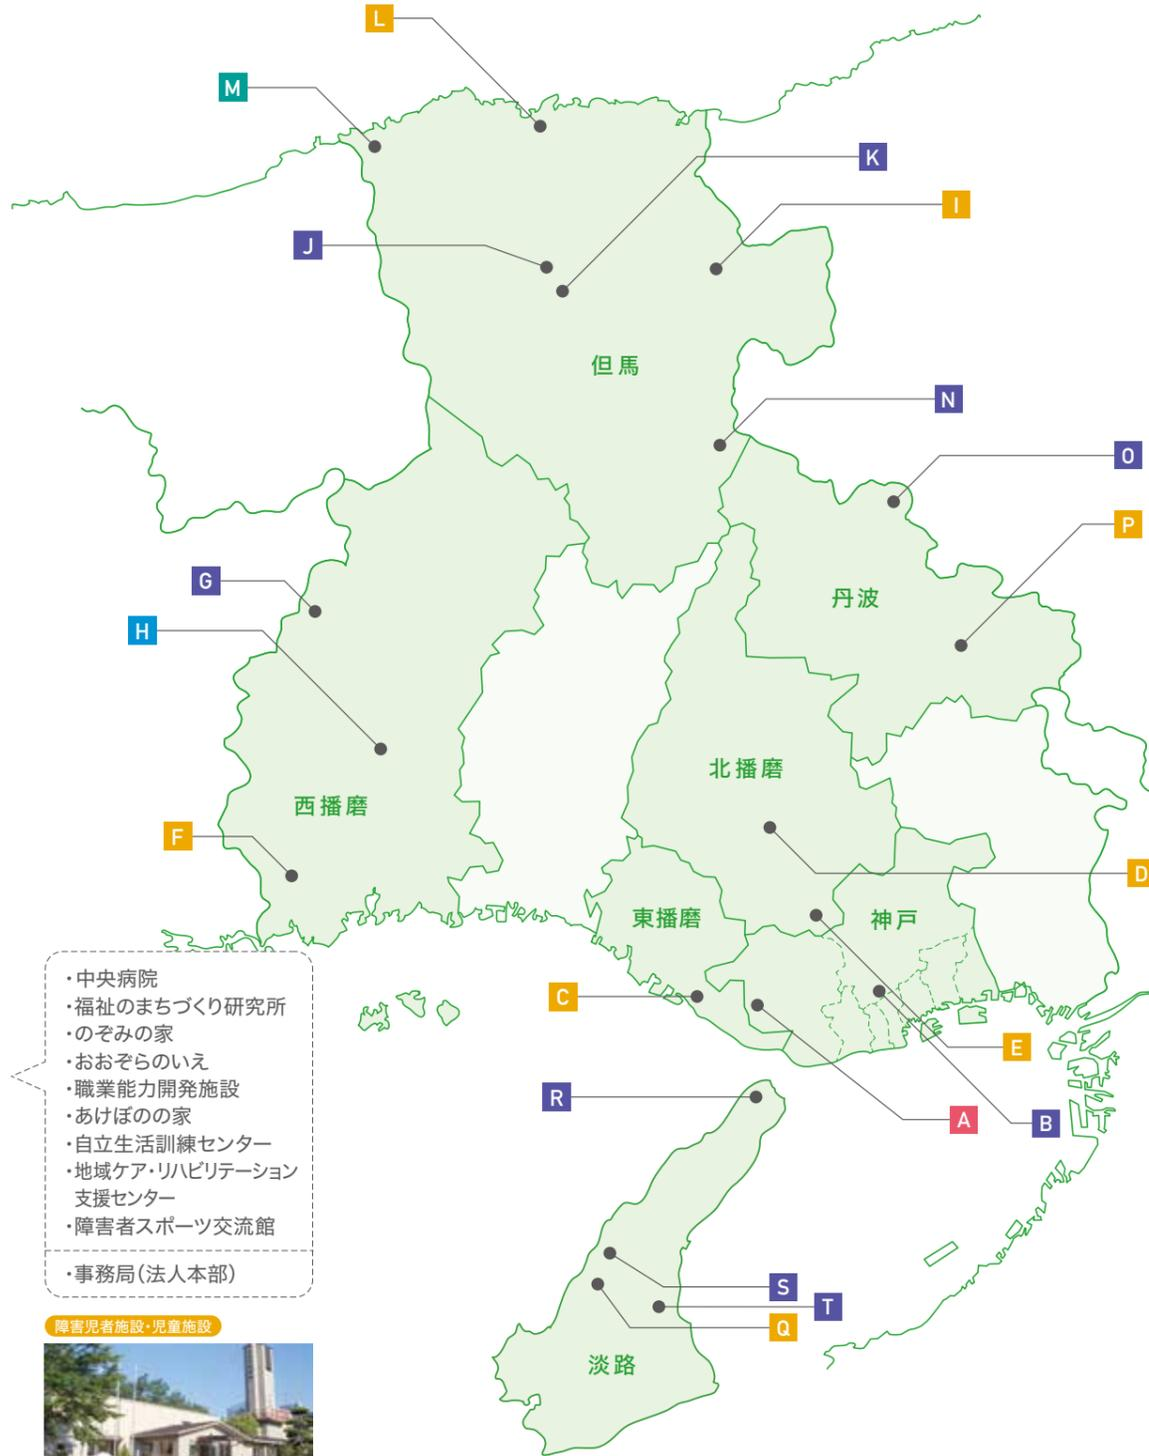 L
M
K
I
J
但馬
N
O
P
G
丹波
H
北播磨
西播磨
F
D
東播磨
神戸
・中央病院
・福祉のまちづくり研究所
・のぞみの家
・おおぞらのいえ
・職業能力開発施設
・あけぼのの家
・自立生活訓練センター
・地域ケア・リハビリテーション
支援センター
・障害者スポーツ交流館
・事務局（法人本部）
C
E
R
A
B
S
T
Q
障害児者施設・児童施設
淡路